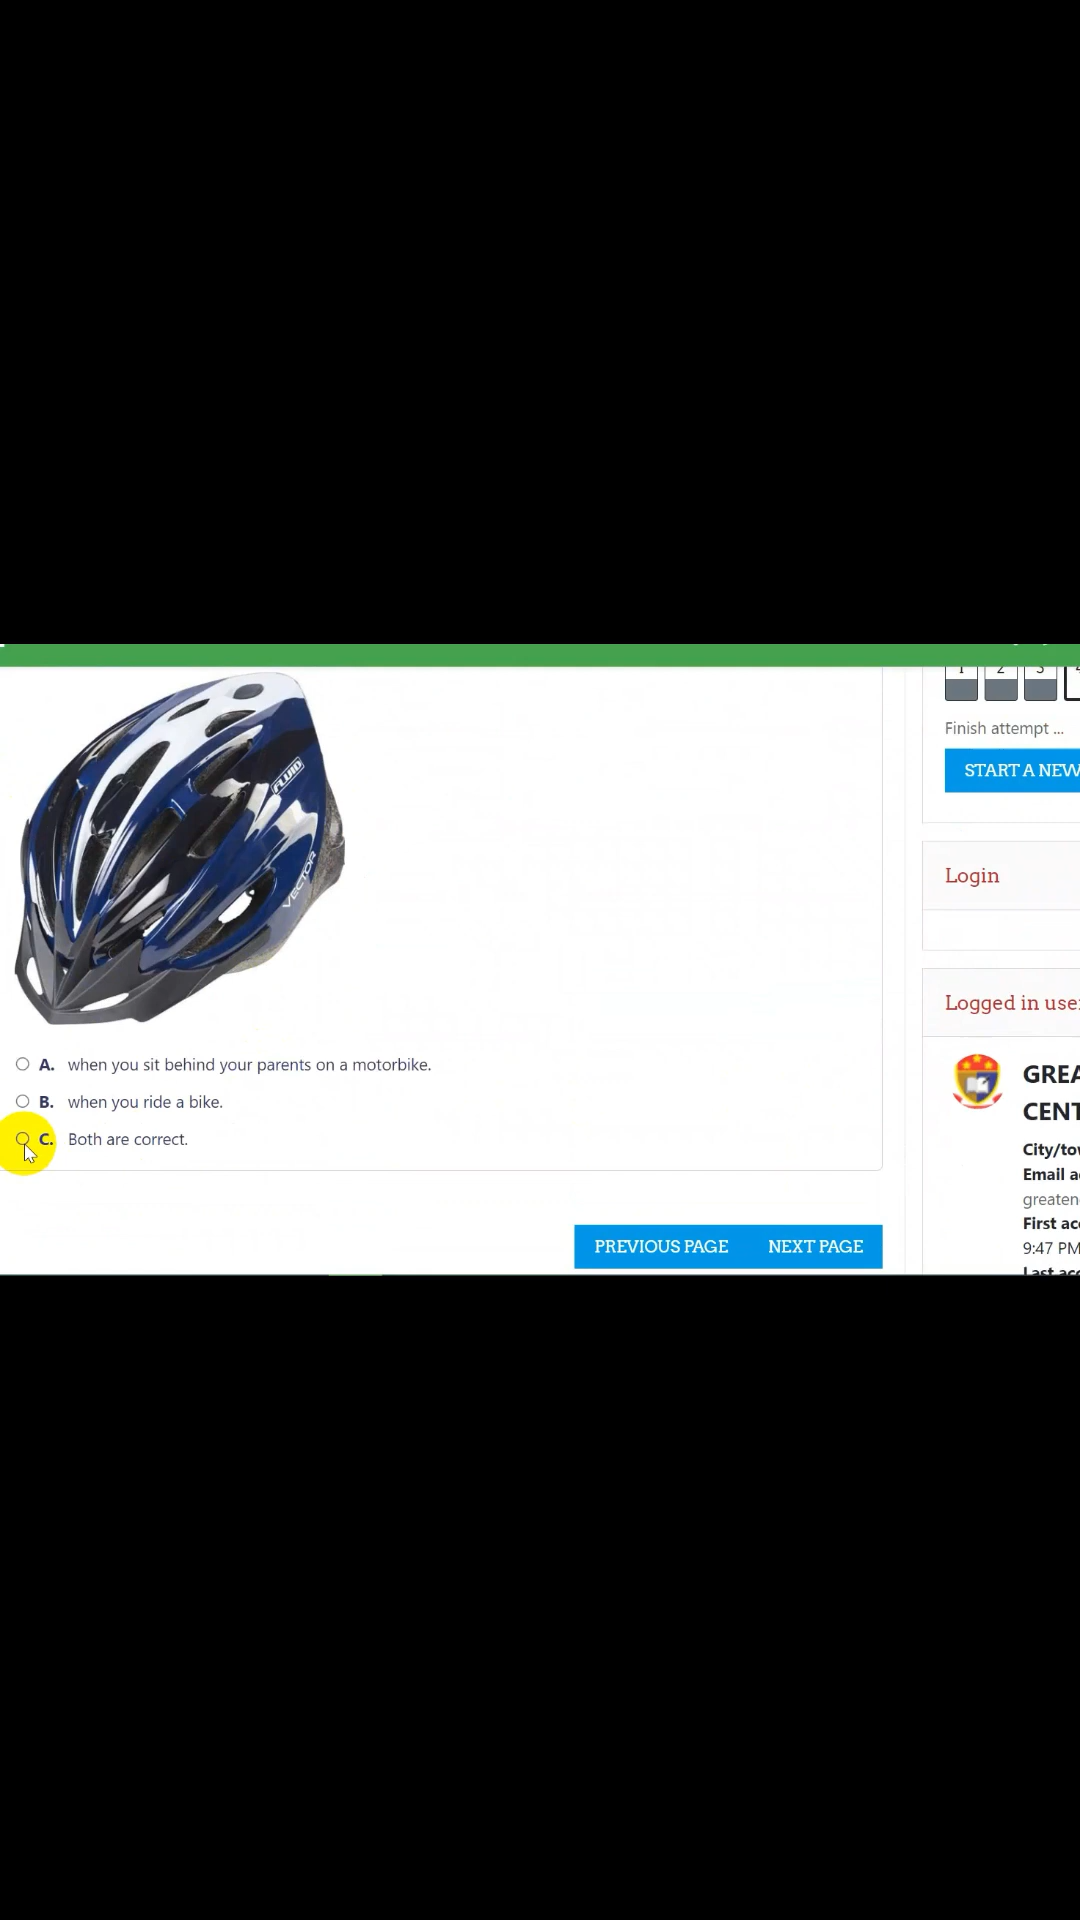 1 2 3
Finish attempt ...
START A NEW
Login
Logged in use
FLUID
VECTOR
A. when you sit behind your parents on a motorbike.
B. when you ride a bike.
C. Both are correct.
PREVIOUS PAGE NEXT PAGE
GREA
CENT
City/to
Email a
greaten
First ac
9:47 PM
Last acc